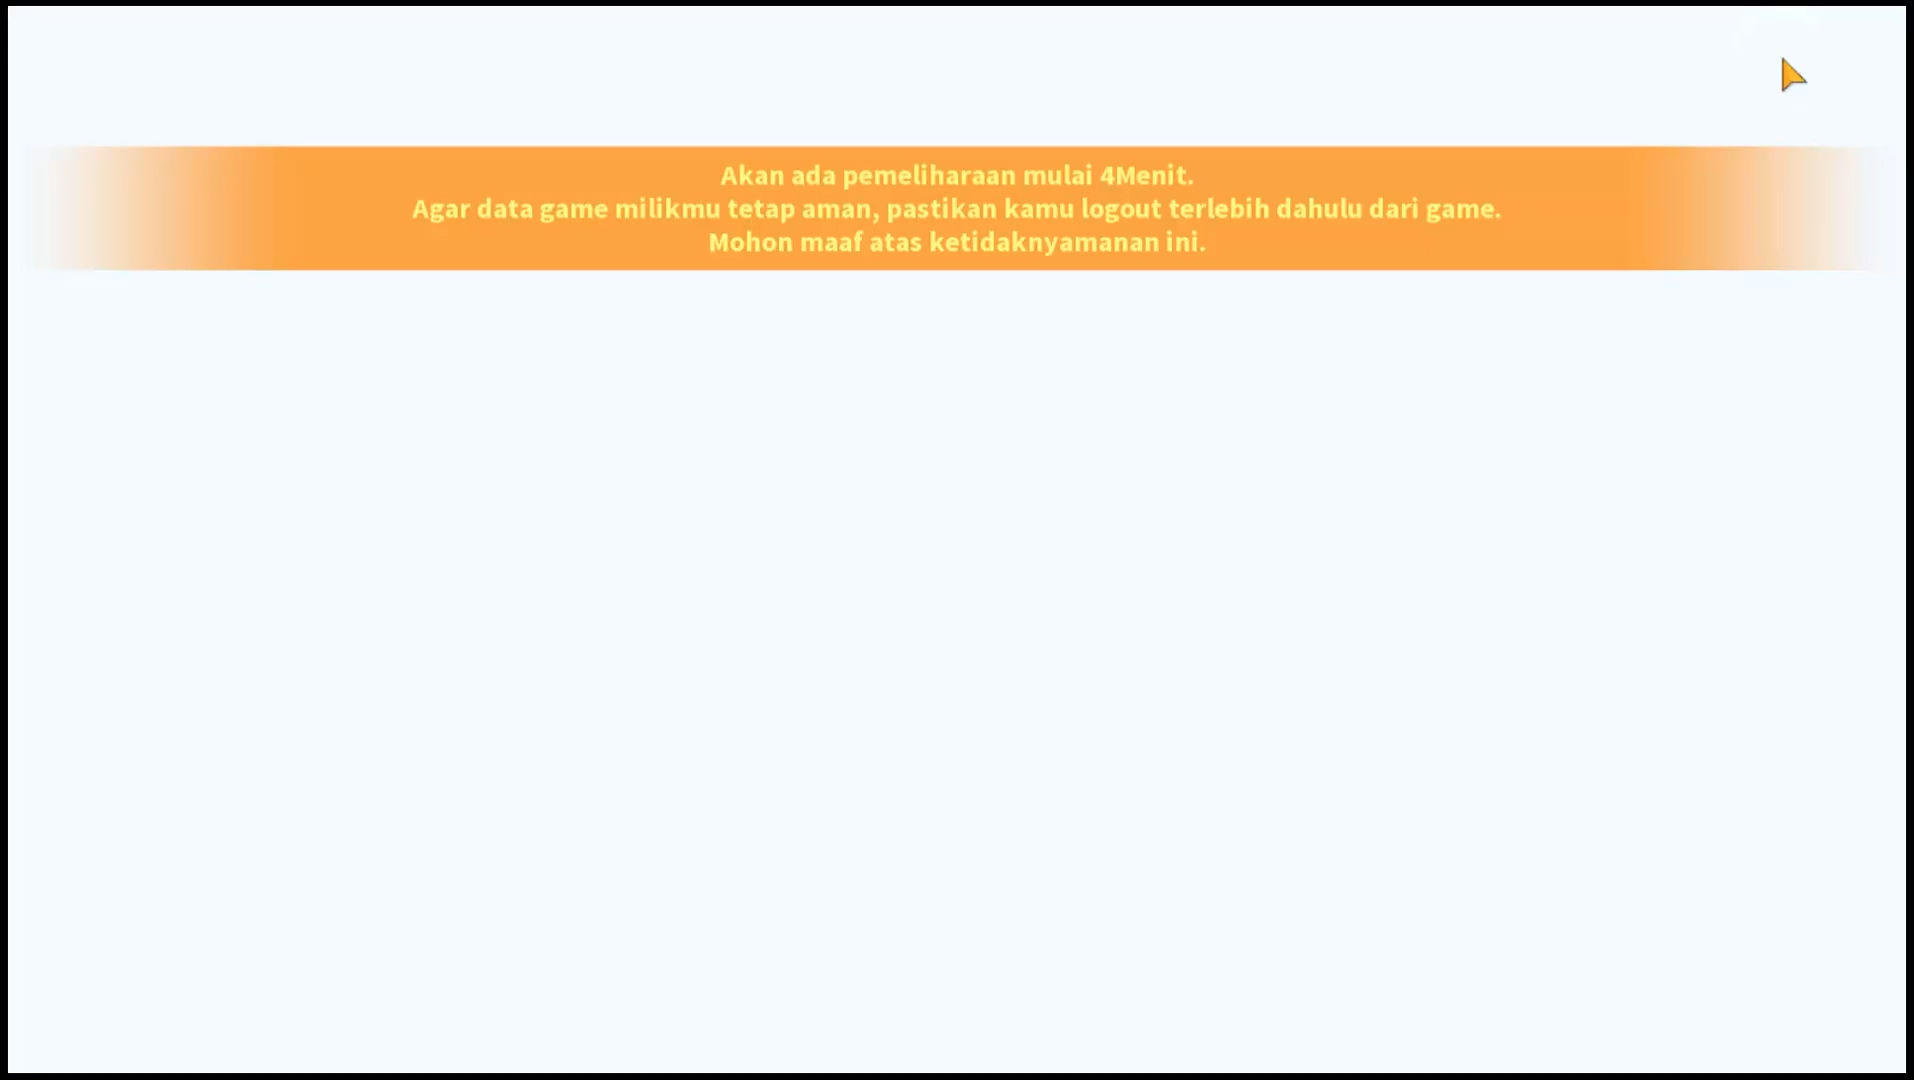 Akan ada pemeliharaan mulai 4Menit.
Agar data game milikmu tetap aman, pastikan kamu logout terlebih dahulu dari game.
Mohon maaf atas ketidaknyamanan ini.